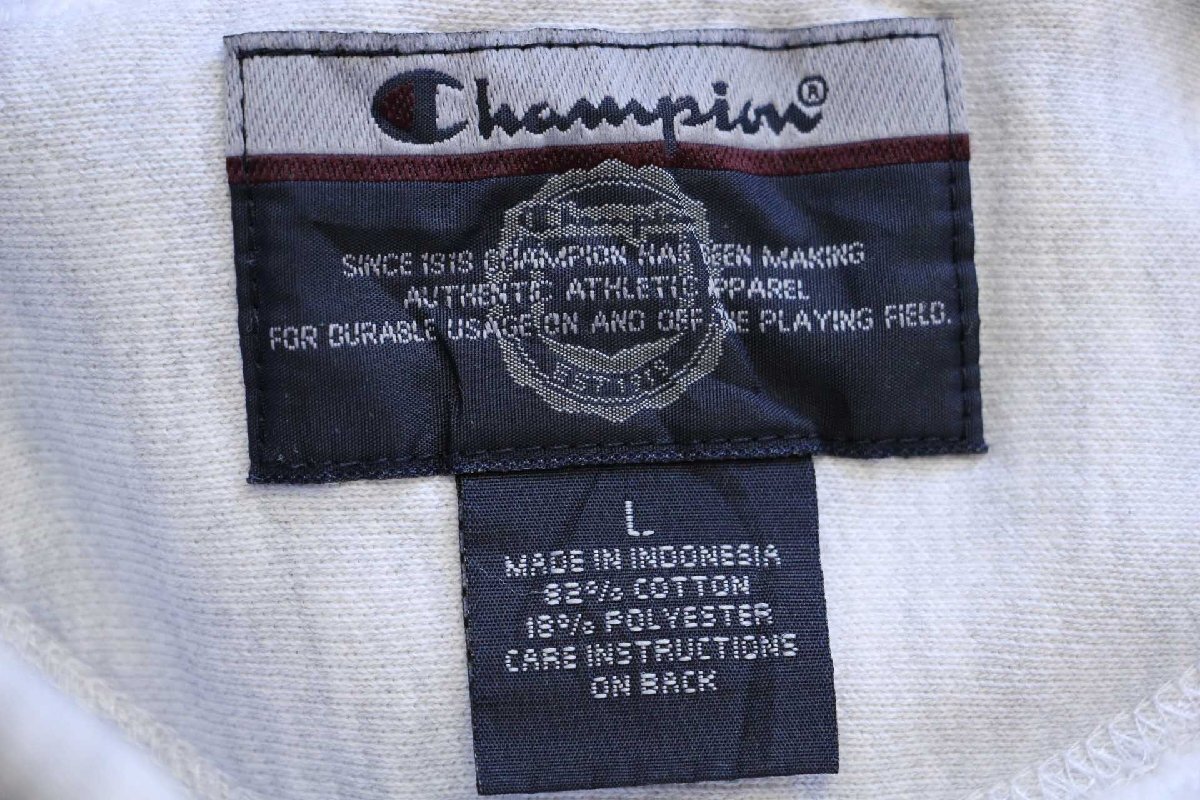 Champion®
Champion
SINCE 1919 CHAMPION HAS BEEN MAKING
AUTHENTIC ATHLETIC APPAREL
FOR DURABLE USAGE ON AND OFF THE PLAYING FIELD.
EST 1919
L
MADE IN INDONESIA
82% COTTON
18% POLYESTER
CARE INSTRUCTIONS
ON BACK